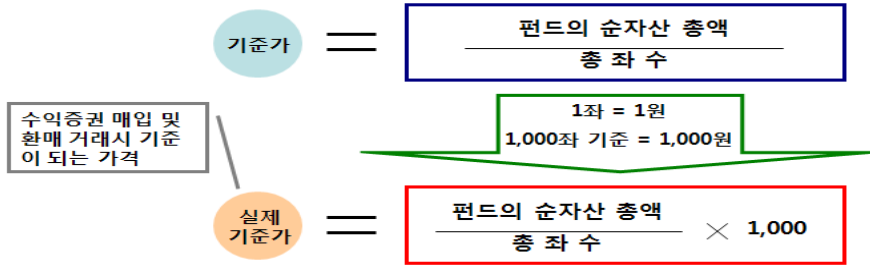 기준가
펀드의 순자산 총액
총 좌 수
수익증권 매입 및
환매 거래시 기준
이 되는 가격
1좌 = 1원
1,000좌 기준 = 1,000원
실제
기준가
펀드의 순자산 총액
총 좌 수
× 1,000